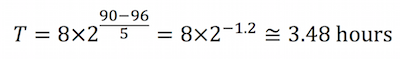 T = 8×2^((90−96)/5) = 8×2^(−1.2) ≅ 3.48 hours